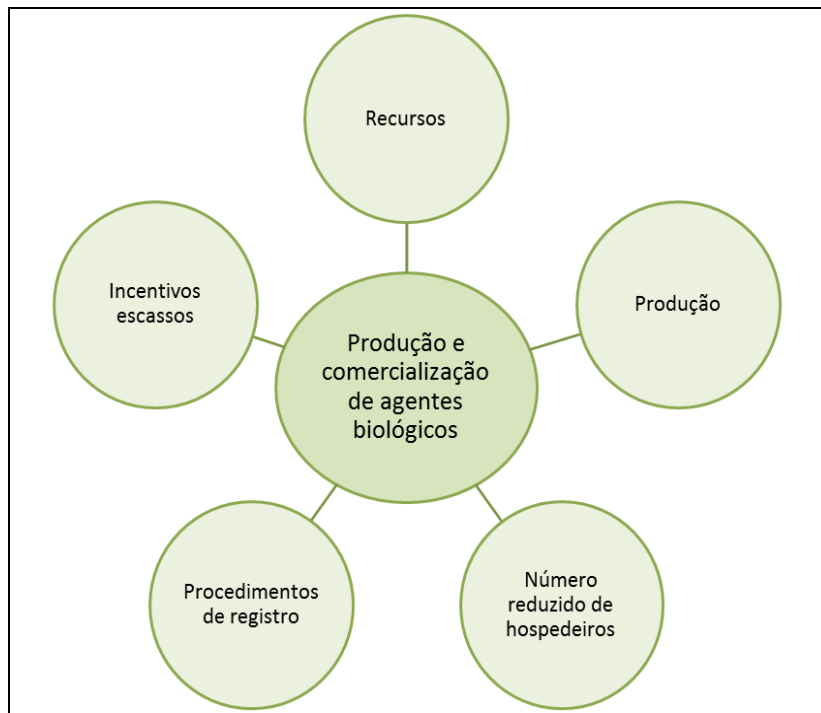 Recursos
Incentivos
escassos
Produção
Produção e
comercialização
de agentes
biológicos
Procedimentos
de registro
Número
reduzido de
hospedeiros